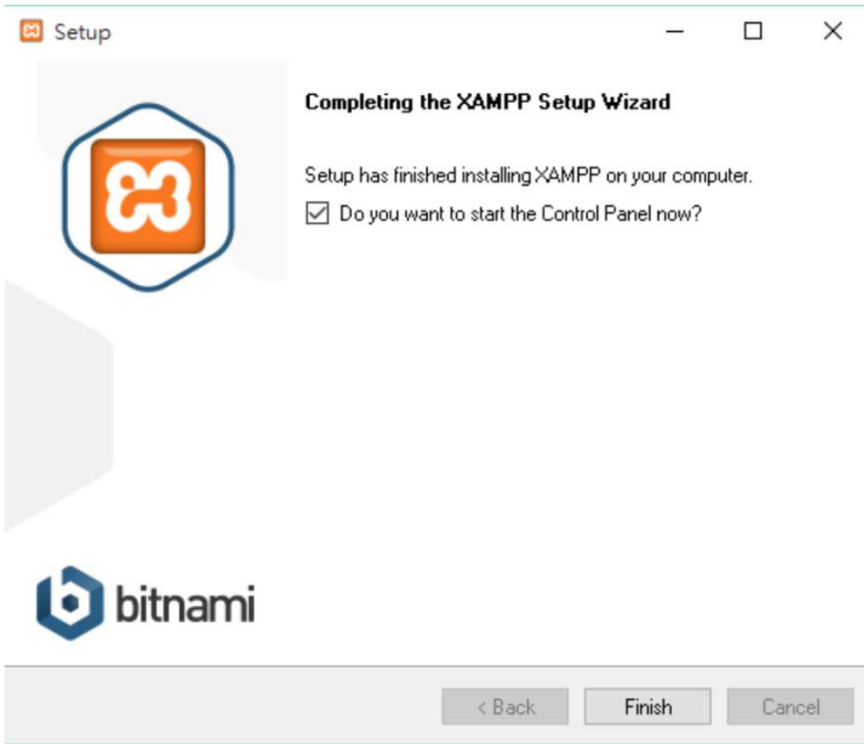 Setup
Completing the XAMPP Setup Wizard
Setup has finished installing XAMPP on your computer.
Do you want to start the Control Panel now?
bitnami
< Back
Finish
Cancel